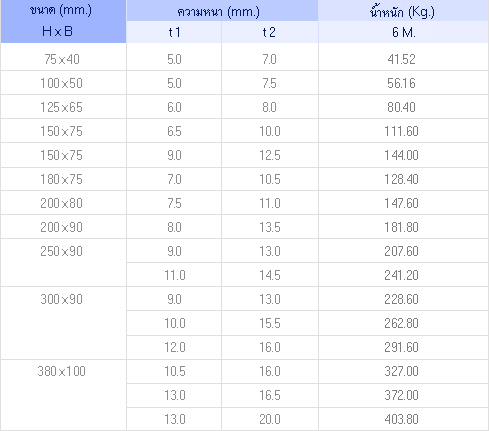 ขนาด (mm.) ความหนา (mm.) น้ำหนัก (Kg.)
H x B t 1 t 2 6 M.
75 x 40 5.0 7.0 41.52
100 x 50 5.0 7.5 56.16
125 x 65 6.0 8.0 80.40
150 x 75 6.5 10.0 111.60
150 x 75 9.0 12.5 144.00
180 x 75 7.0 10.5 128.40
200 x 80 7.5 11.0 147.60
200 x 90 8.0 13.5 181.80
250 x 90 9.0 13.0 207.60
11.0 14.5 241.20
300 x 90 9.0 13.0 228.60
10.0 15.5 262.80
12.0 16.0 291.60
380 x 100 10.5 16.0 327.00
13.0 16.5 372.00
13.0 20.0 403.80